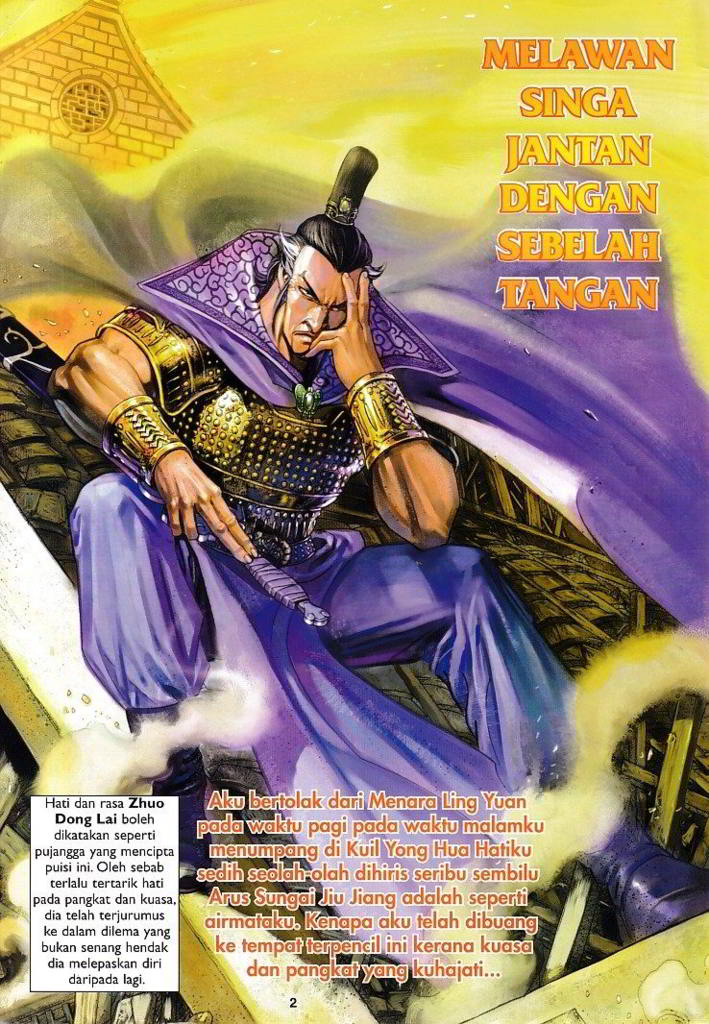 MELAWAN
SINGA
JANTAN
DENGAN
SEBELAH
TANGAN
Hati dan rasa Zhuo
Dong Lai boleh
dikatakan seperti
pujangga yang mencipta
puisi ini. Oleh sebab
terlalu tertarik hati
pada pangkat dan kuasa,
dia telah terjurumus
ke dalam dilema yang
bukan senang hendak
dia melepaskan diri
daripada lagi.
Aku bertolak dari Menara Ling Yuan
pada waktu pagi pada waktu malamku
menumpang di Kuil Yong Hua Hatiku
sedih seolah-olah dihiris seribu sembilu
Arus Sungai Jiu Jiang adalah seperti
airmataku. Kenapa aku telah dibuang
ke tempat terpencil ini kerana kuasa
dan pangkat yang kuhajati...
2